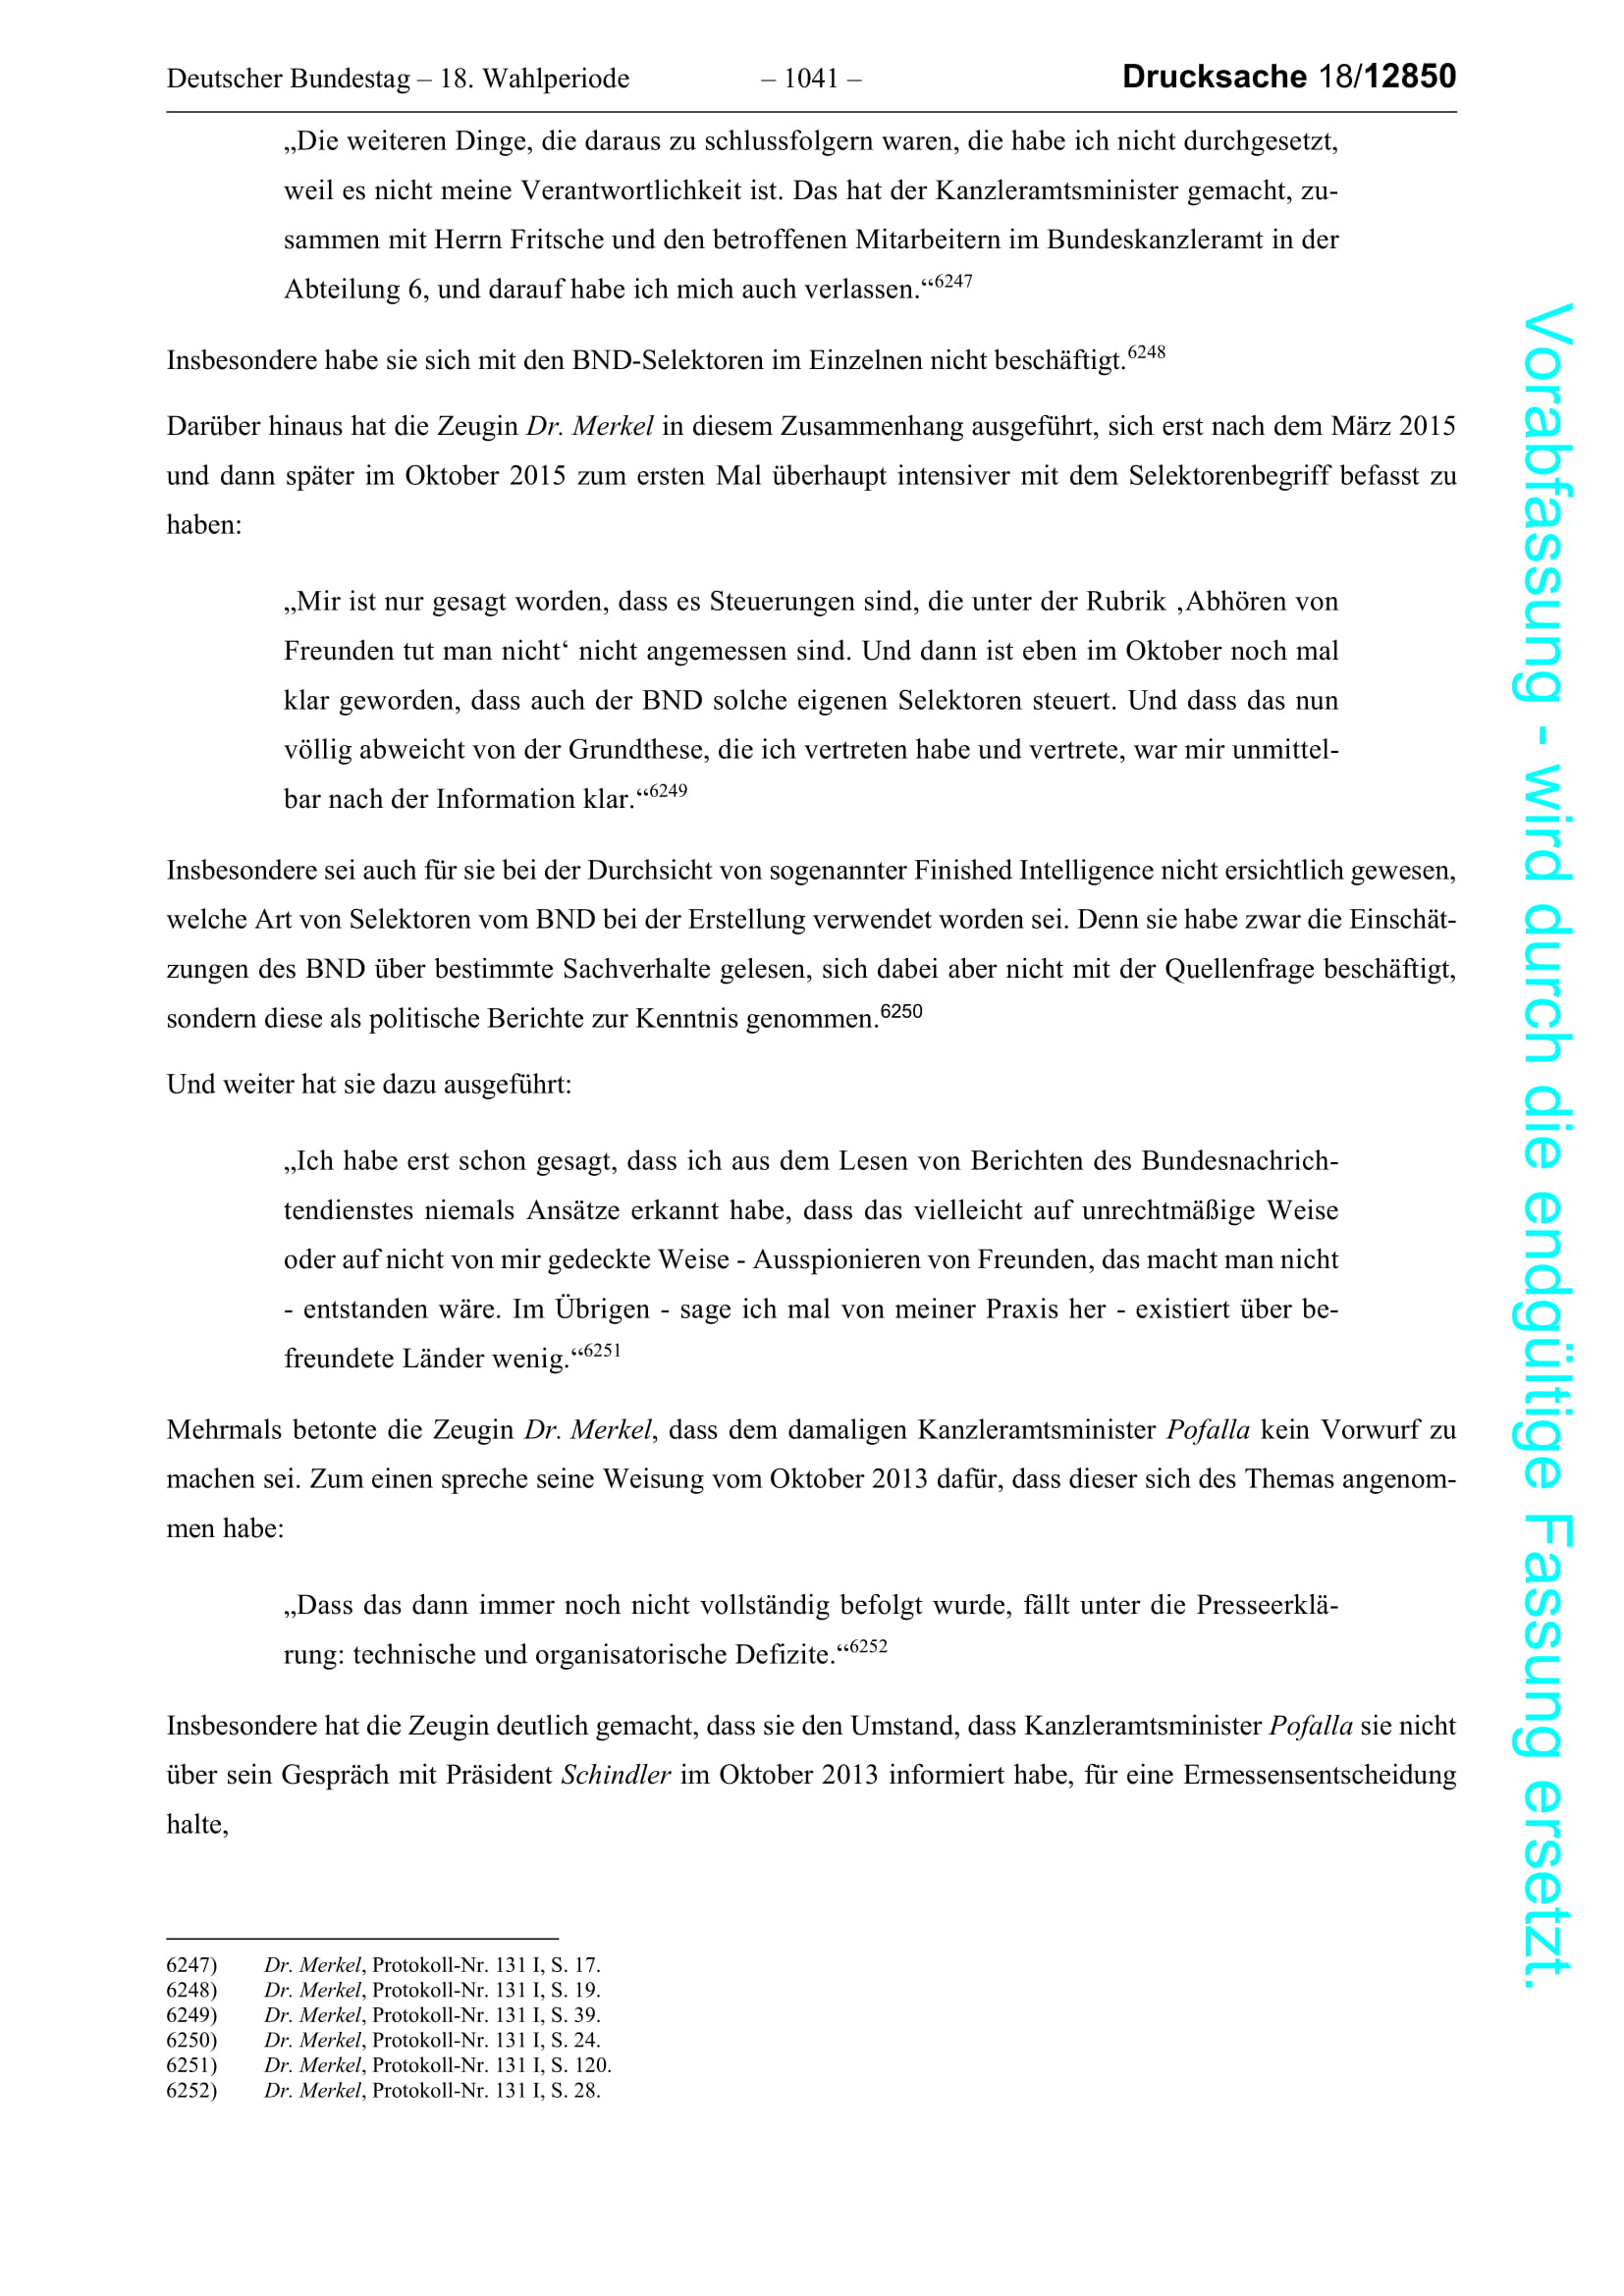 Deutscher Bundestag – 18. Wahlperiode – 1041 – Drucksache 18/12850
„Die weiteren Dinge, die daraus zu schlussfolgern waren, die habe ich nicht durchgesetzt,
weil es nicht meine Verantwortlichkeit ist. Das hat der Kanzleramtsminister gemacht, zu-
sammen mit Herrn Fritsche und den betroffenen Mitarbeitern im Bundeskanzleramt in der
Abteilung 6, und darauf habe ich mich auch verlassen.“6247
Insbesondere habe sie sich mit den BND-Selektoren im Einzelnen nicht beschäftigt.6248
Darüber hinaus hat die Zeugin Dr. Merkel in diesem Zusammenhang ausgeführt, sich erst nach dem März 2015
und dann später im Oktober 2015 zum ersten Mal überhaupt intensiver mit dem Selektorenbegriff befasst zu
haben:
„Mir ist nur gesagt worden, dass es Steuerungen sind, die unter der Rubrik ‚Abhören von
Freunden tut man nicht‘ nicht angemessen sind. Und dann ist eben im Oktober noch mal
klar geworden, dass auch der BND solche eigenen Selektoren steuert. Und dass das nun
völlig abweicht von der Grundthese, die ich vertreten habe und vertrete, war mir unmittel-
bar nach der Information klar.“6249
Insbesondere sei auch für sie bei der Durchsicht von sogenannter Finished Intelligence nicht ersichtlich gewesen,
welche Art von Selektoren vom BND bei der Erstellung verwendet worden sei. Denn sie habe zwar die Einschät-
zungen des BND über bestimmte Sachverhalte gelesen, sich dabei aber nicht mit der Quellenfrage beschäftigt,
sondern diese als politische Berichte zur Kenntnis genommen.6250
Und weiter hat sie dazu ausgeführt:
„Ich habe erst schon gesagt, dass ich aus dem Lesen von Berichten des Bundesnachrich-
tendienstes niemals Ansätze erkannt habe, dass das vielleicht auf unrechtmäßige Weise
oder auf nicht von mir gedeckte Weise - Ausspionieren von Freunden, das macht man nicht
- entstanden wäre. Im Übrigen - sage ich mal von meiner Praxis her - existiert über be-
freundete Länder wenig.“6251
Mehrmals betonte die Zeugin Dr. Merkel, dass dem damaligen Kanzleramtsminister Pofalla kein Vorwurf zu
machen sei. Zum einen spreche seine Weisung vom Oktober 2013 dafür, dass dieser sich des Themas angenom-
men habe:
„Dass das dann immer noch nicht vollständig befolgt wurde, fällt unter die Presseerklä-
rung: technische und organisatorische Defizite.“6252
Insbesondere hat die Zeugin deutlich gemacht, dass sie den Umstand, dass Kanzleramtsminister Pofalla sie nicht
über sein Gespräch mit Präsident Schindler im Oktober 2013 informiert habe, für eine Ermessensentscheidung
halte,
6247) Dr. Merkel, Protokoll-Nr. 131 I, S. 17.
6248) Dr. Merkel, Protokoll-Nr. 131 I, S. 19.
6249) Dr. Merkel, Protokoll-Nr. 131 I, S. 39.
6250) Dr. Merkel, Protokoll-Nr. 131 I, S. 24.
6251) Dr. Merkel, Protokoll-Nr. 131 I, S. 120.
6252) Dr. Merkel, Protokoll-Nr. 131 I, S. 28.
Vorabfassung - wird durch die endgültige Fassung ersetzt.